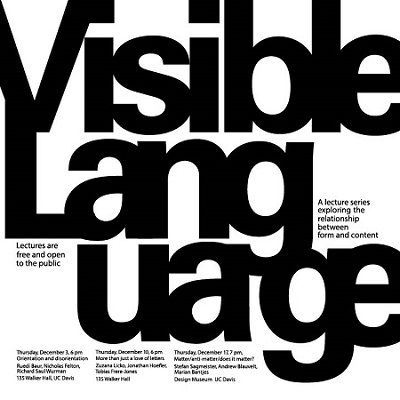 Visible
Lang
uage
A lecture series
exploring the
relationship
between
form and content
Lectures are
free and open
to the public
Thursday, December 3, 6 pm
Orientation and disorientation
Ruedi Baur, Nicholas Felton,
Richard Saul Wurman
135 Walker Hall, UC Davis
Thursday, December 10, 6 pm
More than just a love of letters
Zuzana Licko, Jonathan Hoefler,
Tobias Frere Jones
135 Walker Hall
Thursday, December 17, 7 pm,
Matter/anti-matter/does it matter?
Stefan Sagmeister, Andrew Blauvelt,
Marian Bantjes
Design Museum UC Davis